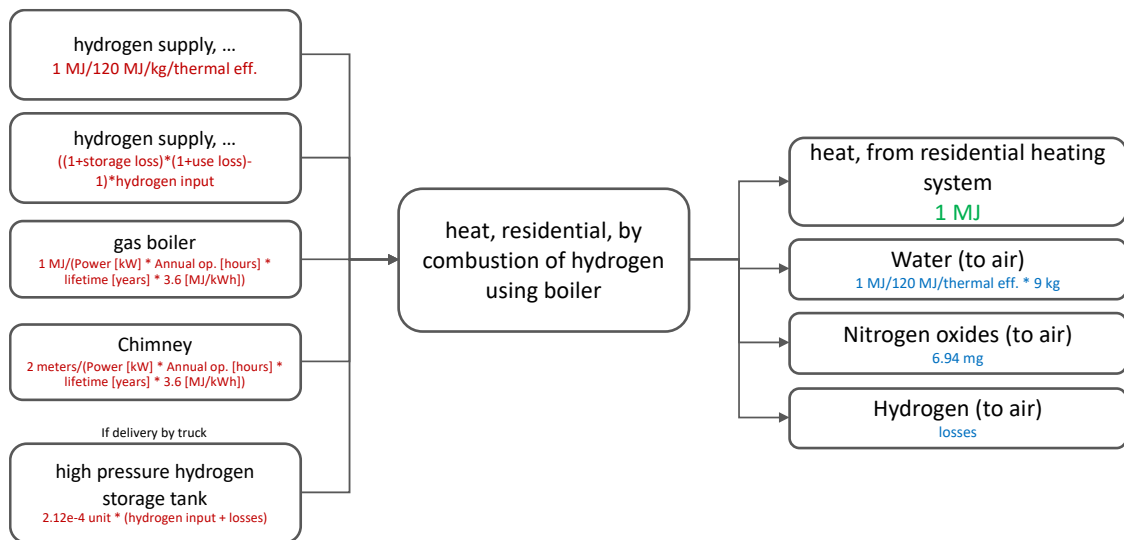 hydrogen supply, ...
1 MJ/120 MJ/kg/thermal eff.
hydrogen supply, ...
((1+storage loss)*(1+use loss)-
1)*hydrogen input
gas boiler
1 MJ/(Power [kW] * Annual op. [hours] *
lifetime [years] * 3.6 [MJ/kWh])
Chimney
2 meters/(Power [kW] * Annual op. [hours] *
lifetime [years] * 3.6 [MJ/kWh])
If delivery by truck
high pressure hydrogen
storage tank
2.12e-4 unit * (hydrogen input + losses)
heat, residential, by
combustion of hydrogen
using boiler
heat, from residential heating
system
1 MJ
Water (to air)
1 MJ/120 MJ/thermal eff. * 9 kg
Nitrogen oxides (to air)
6.94 mg
Hydrogen (to air)
losses